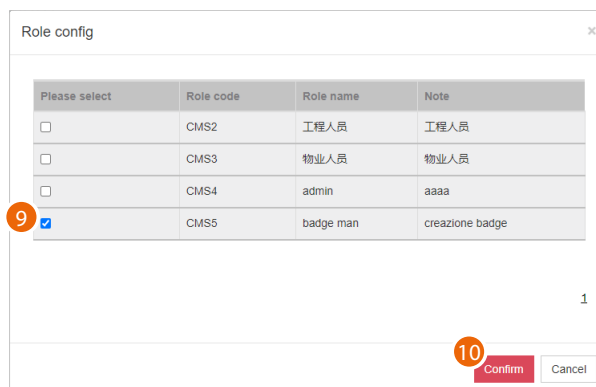 Role config ×
Please select Role code Role name Note
CMS2 工程人员 工程人员
CMS3 物业人员 物业人员
CMS4 admin aaaa
9 CMS5 badge man creazione badge
1
10 Confirm Cancel